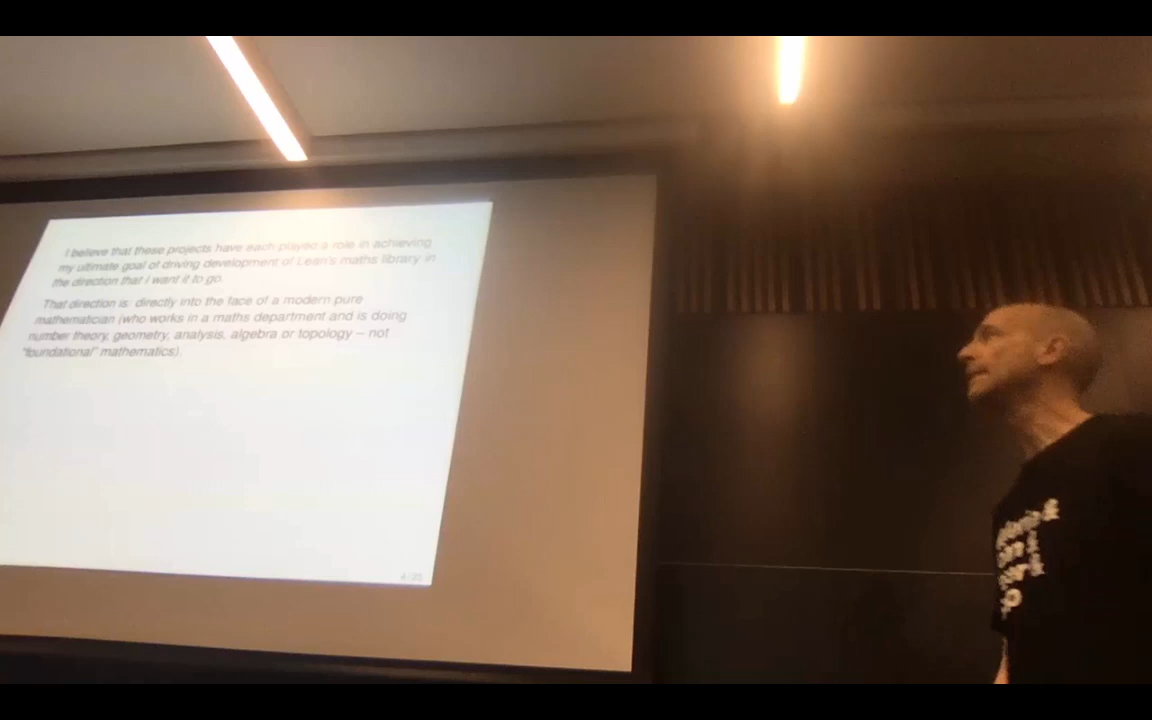 I believe that these projects have each played a role in achieving
my ultimate goal of driving development of Lean's maths library in
the direction that I want it to go.
That direction is: directly into the face of a modern pure
mathematician (who works in a maths department and is doing
number theory, geometry, analysis, algebra or topology – not
"foundational" mathematics).